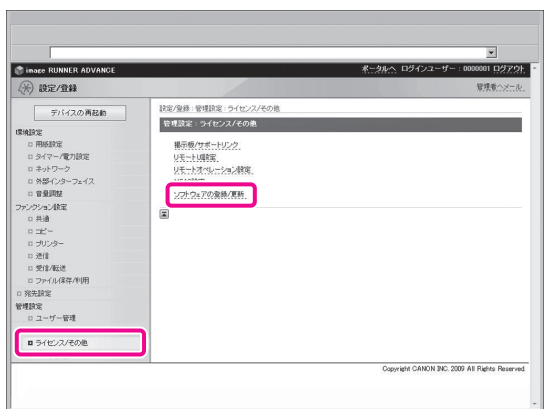 image RUNNER ADVANCE
ポータルへ ログインユーザー : 0000001 ログアウト
設定/登録
管理者へメール
デバイスの再起動
環境設定
用紙設定
タイマー/電力設定
ネットワーク
外部インターフェイス
音量調整
ファンクション設定
共通
コピー
プリンター
送信
受信/転送
ファイル保存/利用
宛先設定
管理設定
ユーザー管理
ライセンス/その他
設定/登録 : 管理設定 : ライセンス/その他
管理設定 : ライセンス/その他
掲示板/サポートリンク
リモートUI設定
リモートオペレーション設定
ソフトウェアの登録/更新
Copyright CANON INC. 2009 All Rights Reserved